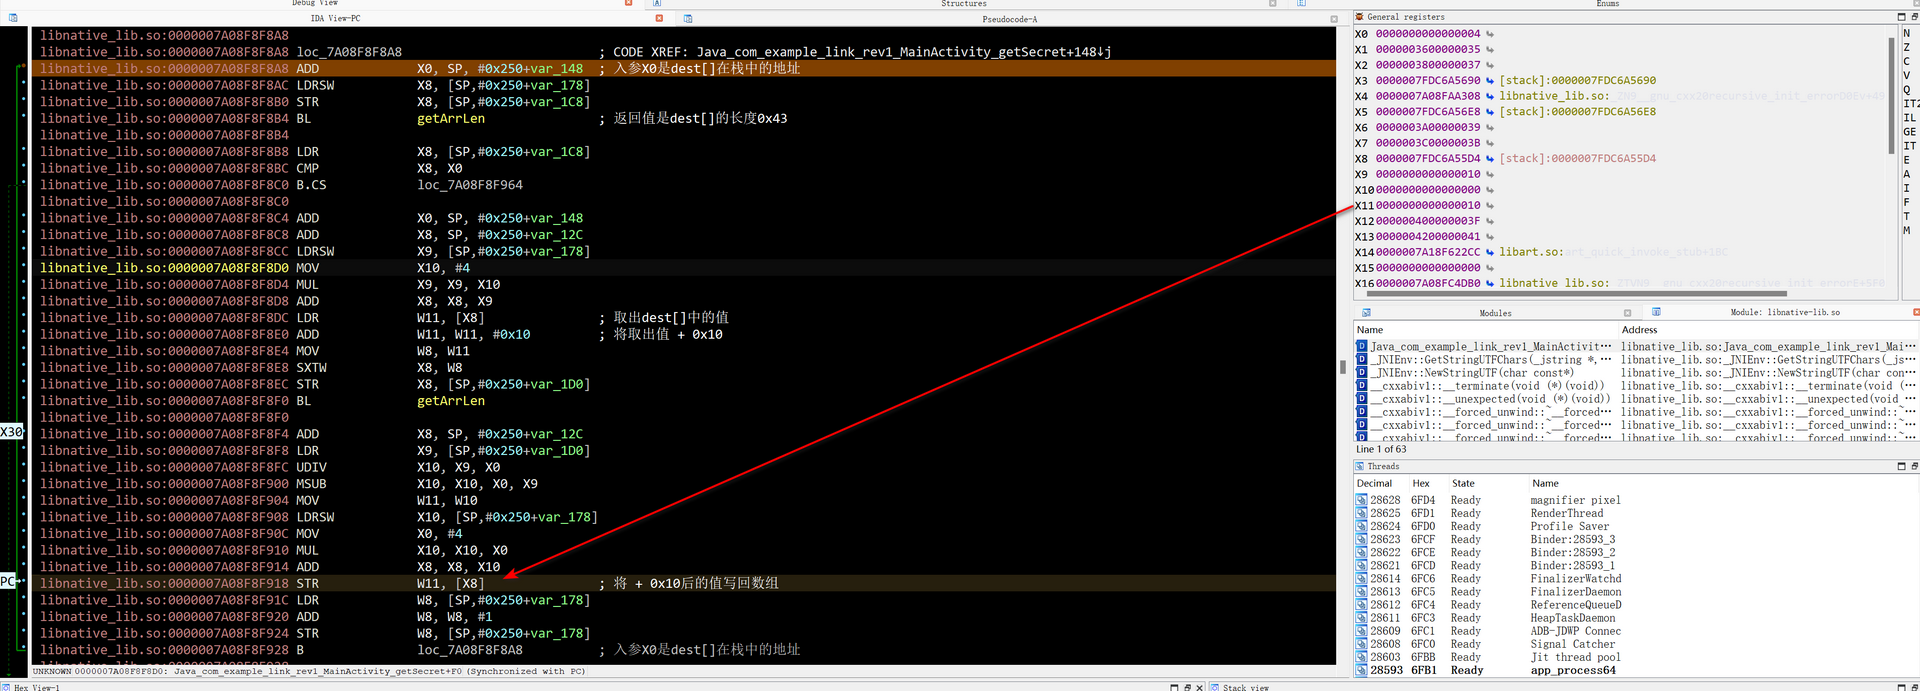 Debug View
Structures
Enums
IDA View-PC
Pseudocode-A
libnative_lib.so:0000007A08F8F8A8
libnative_lib.so:0000007A08F8F8A8 loc_7A08F8F8A8 ; CODE XREF: Java_com_example_link_rev1_MainActivity_getSecret+148↓j
libnative_lib.so:0000007A08F8F8A8 ADD X0, SP, #0x250+var_148 ; 入参X0是dest[]在栈中的地址
libnative_lib.so:0000007A08F8F8AC LDRSW X8, [SP,#0x250+var_178]
libnative_lib.so:0000007A08F8F8B0 STR X8, [SP,#0x250+var_1C8]
libnative_lib.so:0000007A08F8F8B4 BL getArrLen ; 返回值是dest[]的长度0x43
libnative_lib.so:0000007A08F8F8B4
libnative_lib.so:0000007A08F8F8B8 LDR X8, [SP,#0x250+var_1C8]
libnative_lib.so:0000007A08F8F8BC CMP X8, X0
libnative_lib.so:0000007A08F8F8C0 B.CS loc_7A08F8F964
libnative_lib.so:0000007A08F8F8C0
libnative_lib.so:0000007A08F8F8C4 ADD X0, SP, #0x250+var_148
libnative_lib.so:0000007A08F8F8C8 ADD X8, SP, #0x250+var_12C
libnative_lib.so:0000007A08F8F8CC LDRSW X9, [SP,#0x250+var_178]
libnative_lib.so:0000007A08F8F8D0 MOV X10, #4
libnative_lib.so:0000007A08F8F8D4 MUL X9, X9, X10
libnative_lib.so:0000007A08F8F8D8 ADD X8, X8, X9
libnative_lib.so:0000007A08F8F8DC LDR W11, [X8] ; 取出dest[]中的值
libnative_lib.so:0000007A08F8F8E0 ADD W11, W11, #0x10 ; 将取出值 + 0x10
libnative_lib.so:0000007A08F8F8E4 MOV W8, W11
libnative_lib.so:0000007A08F8F8E8 SXTW X8, W8
libnative_lib.so:0000007A08F8F8EC STR X8, [SP,#0x250+var_1D0]
libnative_lib.so:0000007A08F8F8F0 BL getArrLen
libnative_lib.so:0000007A08F8F8F0
libnative_lib.so:0000007A08F8F8F4 ADD X8, SP, #0x250+var_12C
libnative_lib.so:0000007A08F8F8F8 LDR X9, [SP,#0x250+var_1D0]
libnative_lib.so:0000007A08F8F8FC UDIV X10, X9, X0
libnative_lib.so:0000007A08F8F900 MSUB X10, X10, X0, X9
libnative_lib.so:0000007A08F8F904 MOV W11, W10
libnative_lib.so:0000007A08F8F908 LDRSW X10, [SP,#0x250+var_178]
libnative_lib.so:0000007A08F8F90C MOV X0, #4
libnative_lib.so:0000007A08F8F910 MUL X10, X10, X0
libnative_lib.so:0000007A08F8F914 ADD X8, X8, X10
libnative_lib.so:0000007A08F8F918 STR W11, [X8] ; 将 + 0x10后的值写回数组
libnative_lib.so:0000007A08F8F91C LDR W8, [SP,#0x250+var_178]
libnative_lib.so:0000007A08F8F920 ADD W8, W8, #1
libnative_lib.so:0000007A08F8F924 STR W8, [SP,#0x250+var_178]
libnative_lib.so:0000007A08F8F928 B loc_7A08F8F8A8 ; 入参X0是dest[]在栈中的地址
X30
PC
UNKNOWN 0000007A08F8F8D0: Java_com_example_link_rev1_MainActivity_getSecret+F0 (Synchronized with PC)
Hex View-1
Stack view
General registers
X0 0000000000000004
X1 0000003600000035
X2 0000003800000037
X3 0000007FDC6A5690 [stack]:0000007FDC6A5690
X4 0000007A08FAA308 libnative_lib.so:
X5 0000007FDC6A56E8 [stack]:0000007FDC6A56E8
X6 0000003A00000039
X7 0000003C0000003B
X8 0000007FDC6A55D4 [stack]:0000007FDC6A55D4
X9 0000000000000010
X10 0000000000000000
X11 0000000000000010
X12 000000400000003F
X13 0000004200000041
X14 0000007A18F622CC libart.so:art_quick_invoke_stub+1BC
X15 0000000000000000
X16 0000007A08FC4DB0 libnative lib.so:
N
Z
C
V
Q
IT2
IL
GE
IT
E
A
I
F
T
M
Modules
Module: libnative-lib.so
Name Address
Java_com_example_link_rev1_MainActivit··· libnative_lib.so:Java_com_example_link_rev1_Mai···
_JNIEnv::GetStringUTFChars(_jstring *,··· libnative_lib.so:_JNIEnv::GetStringUTFChars(_js···
_JNIEnv::NewStringUTF(char const*) libnative_lib.so:_JNIEnv::NewStringUTF(char con···
__cxxabiv1::__terminate(void (*)(void)) libnative_lib.so:__cxxabiv1::__terminate(void (···
__cxxabiv1::__unexpected(void (*)(void)) libnative_lib.so:__cxxabiv1::__unexpected(void ···
__cxxabiv1::__forced_unwind::~__forced··· libnative_lib.so:__cxxabiv1::__forced_unwind::~···
__cxxabiv1::__forced_unwind::~__forced··· libnative_lib.so:__cxxabiv1::__forced_unwind::~···
__cxxabiv1::__forced_unwind::~__forced··· libnative_lib.so:__cxxabiv1::__forced_unwind::~···
Line 1 of 63
Threads
Decimal Hex State Name
28628 6FD4 Ready magnifier pixel
28625 6FD1 Ready RenderThread
28624 6FD0 Ready Profile Saver
28623 6FCF Ready Binder:28593_3
28622 6FCE Ready Binder:28593_2
28621 6FCD Ready Binder:28593_1
28614 6FC6 Ready FinalizerWatchd
28613 6FC5 Ready FinalizerDaemon
28612 6FC4 Ready ReferenceQueueD
28611 6FC3 Ready HeapTaskDaemon
28609 6FC1 Ready ADB-JDWP Connec
28608 6FC0 Ready Signal Catcher
28603 6FBB Ready Jit thread pool
28593 6FB1 Ready app_process64